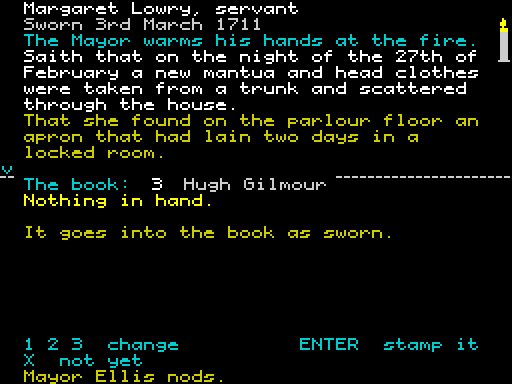 Margaret Lowry, servant
Sworn 3rd March 1711
The Mayor warms his hands at the fire.
Saith that on the night of the 27th of
February a new mantua and head clothes
were taken from a trunk and scattered
through the house.
That she found on the parlour floor an
apron that had lain two days in a
locked room.
v
The book:  3  Hugh Gilmour
Nothing in hand.
It goes into the book as sworn.
1 2 3  change          ENTER  stamp it
X  not yet
Mayor Ellis nods.